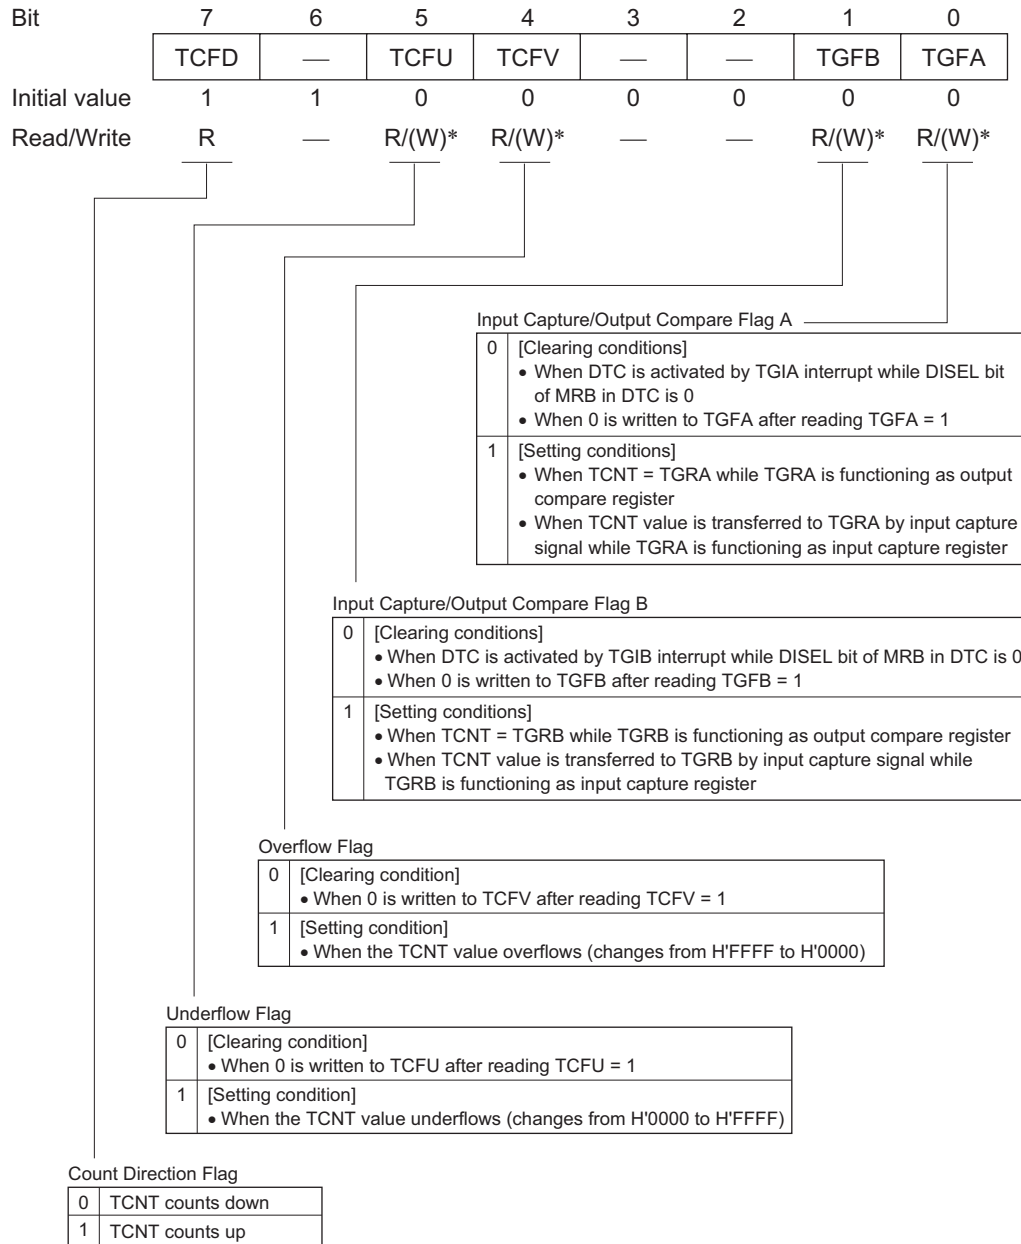 Bit 7 6 5 4 3 2 1 0
TCFD — TCFU TCFV — — TGFB TGFA
Initial value 1 1 0 0 0 0 0 0
Read/Write R — R/(W)* R/(W)* — — R/(W)* R/(W)*
Input Capture/Output Compare Flag A
0 [Clearing conditions]
• When DTC is activated by TGIA interrupt while DISEL bit
of MRB in DTC is 0
• When 0 is written to TGFA after reading TGFA = 1
1 [Setting conditions]
• When TCNT = TGRA while TGRA is functioning as output
compare register
• When TCNT value is transferred to TGRA by input capture
signal while TGRA is functioning as input capture register
Input Capture/Output Compare Flag B
0 [Clearing conditions]
• When DTC is activated by TGIB interrupt while DISEL bit of MRB in DTC is 0
• When 0 is written to TGFB after reading TGFB = 1
1 [Setting conditions]
• When TCNT = TGRB while TGRB is functioning as output compare register
• When TCNT value is transferred to TGRB by input capture signal while
TGRB is functioning as input capture register
Overflow Flag
0 [Clearing condition]
• When 0 is written to TCFV after reading TCFV = 1
1 [Setting condition]
• When the TCNT value overflows (changes from H'FFFF to H'0000)
Underflow Flag
0 [Clearing condition]
• When 0 is written to TCFU after reading TCFU = 1
1 [Setting condition]
• When the TCNT value underflows (changes from H'0000 to H'FFFF)
Count Direction Flag
0 TCNT counts down
1 TCNT counts up